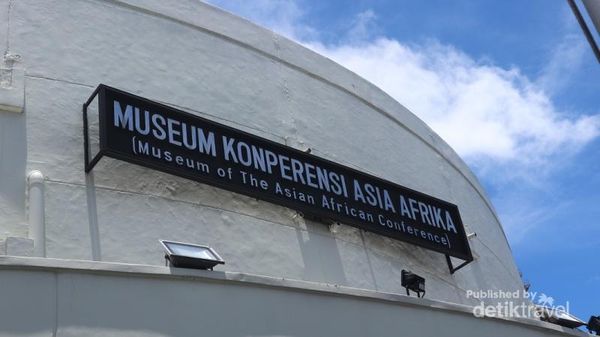 MUSEUM KONPERENSI ASIA AFRIKA
(Museum of The Asian African Conference)
Published by
detiktravel